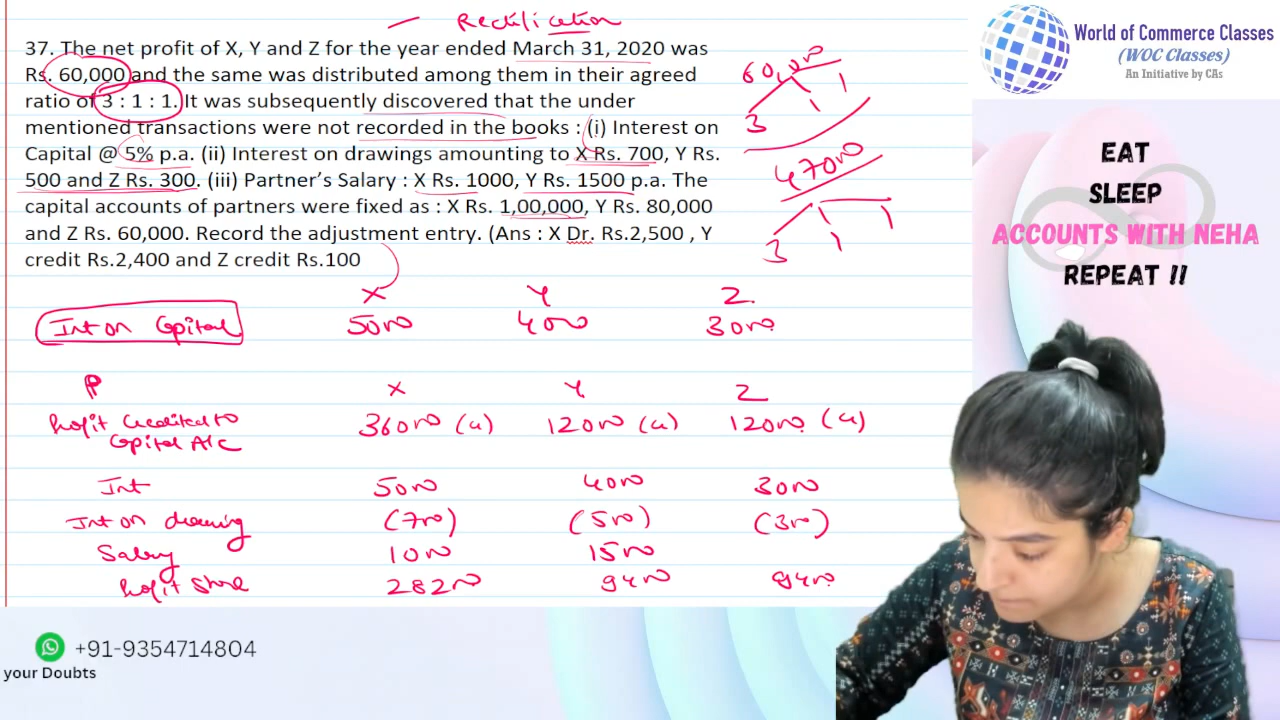 Rectification
37. The net profit of X, Y and Z for the year ended March 31, 2020 was
Rs. 60,000 and the same was distributed among them in their agreed
ratio of 3 : 1 : 1. It was subsequently discovered that the under
mentioned transactions were not recorded in the books : (i) Interest on
Capital @ 5% p.a. (ii) Interest on drawings amounting to X Rs. 700, Y Rs.
500 and Z Rs. 300. (iii) Partner's Salary : X Rs. 1000, Y Rs. 1500 p.a. The
capital accounts of partners were fixed as : X Rs. 1,00,000, Y Rs. 80,000
and Z Rs. 60,000. Record the adjustment entry. (Ans : X Dr. Rs.2,500 , Y
credit Rs.2,400 and Z credit Rs.100
60,000
3 1 1
47000
3 1 1
X Y Z
Int on Capital 5000 4000 3000
P X Y Z
Profit Credited to 36000 (u) 12000 (u) 12000 (u)
Capital A/C
Int 5000 4000 3000
Int on drawing (700) (500) (300)
Salary 1000 1500
Profit Share 28200 9400 9400
World of Commerce Classes
(WOC Classes)
An Initiative by CAs
EAT
SLEEP
ACCOUNTS WITH NEHA
REPEAT !!
+91-9354714804
your Doubts